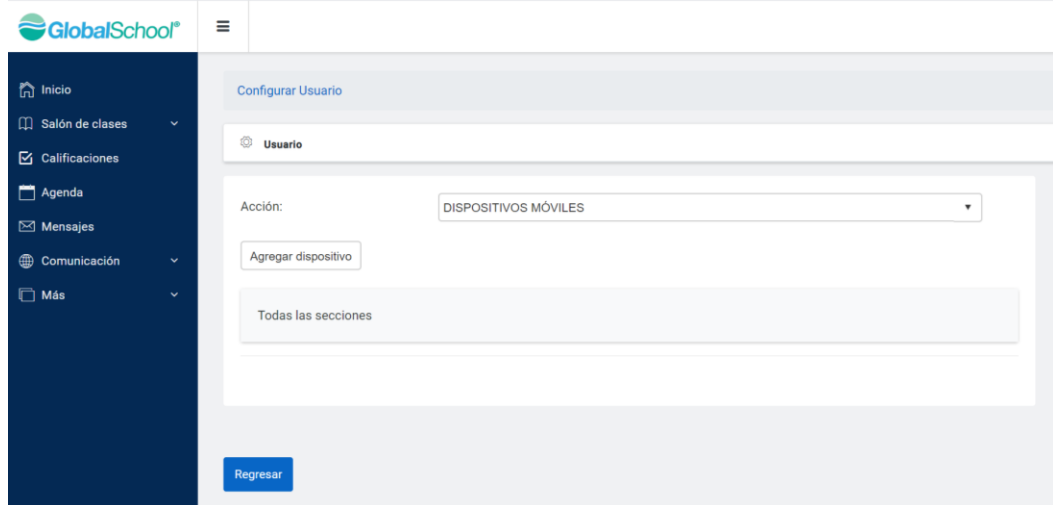 GlobalSchool®
Inicio
Salón de clases
Calificaciones
Agenda
Mensajes
Comunicación
Más
Configurar Usuario
Usuario
Acción:
DISPOSITIVOS MÓVILES
Agregar dispositivo
Todas las secciones
Regresar